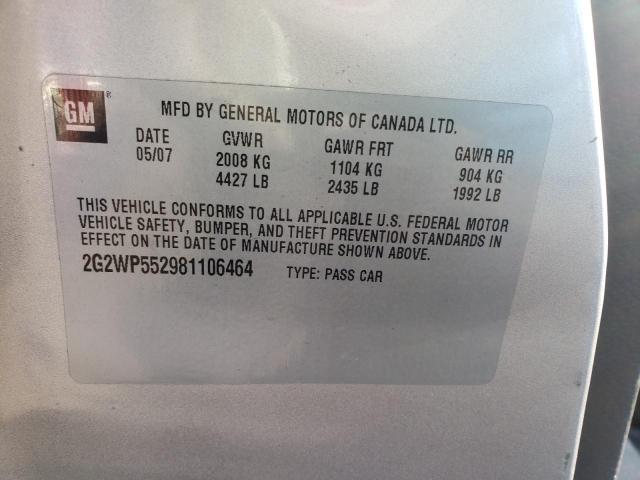 GM®
MFD BY GENERAL MOTORS OF CANADA LTD.
DATE GVWR GAWR FRT GAWR RR
05/07 2008 KG 1104 KG 904 KG
4427 LB 2435 LB 1992 LB
THIS VEHICLE CONFORMS TO ALL APPLICABLE U.S. FEDERAL MOTOR
VEHICLE SAFETY, BUMPER, AND THEFT PREVENTION STANDARDS IN
EFFECT ON THE DATE OF MANUFACTURE SHOWN ABOVE.
2G2WP552981106464 TYPE: PASS CAR